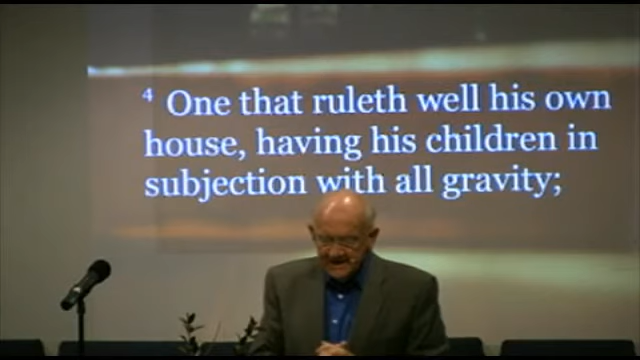 4 One that ruleth well his own
house, having his children in
subjection with all gravity;